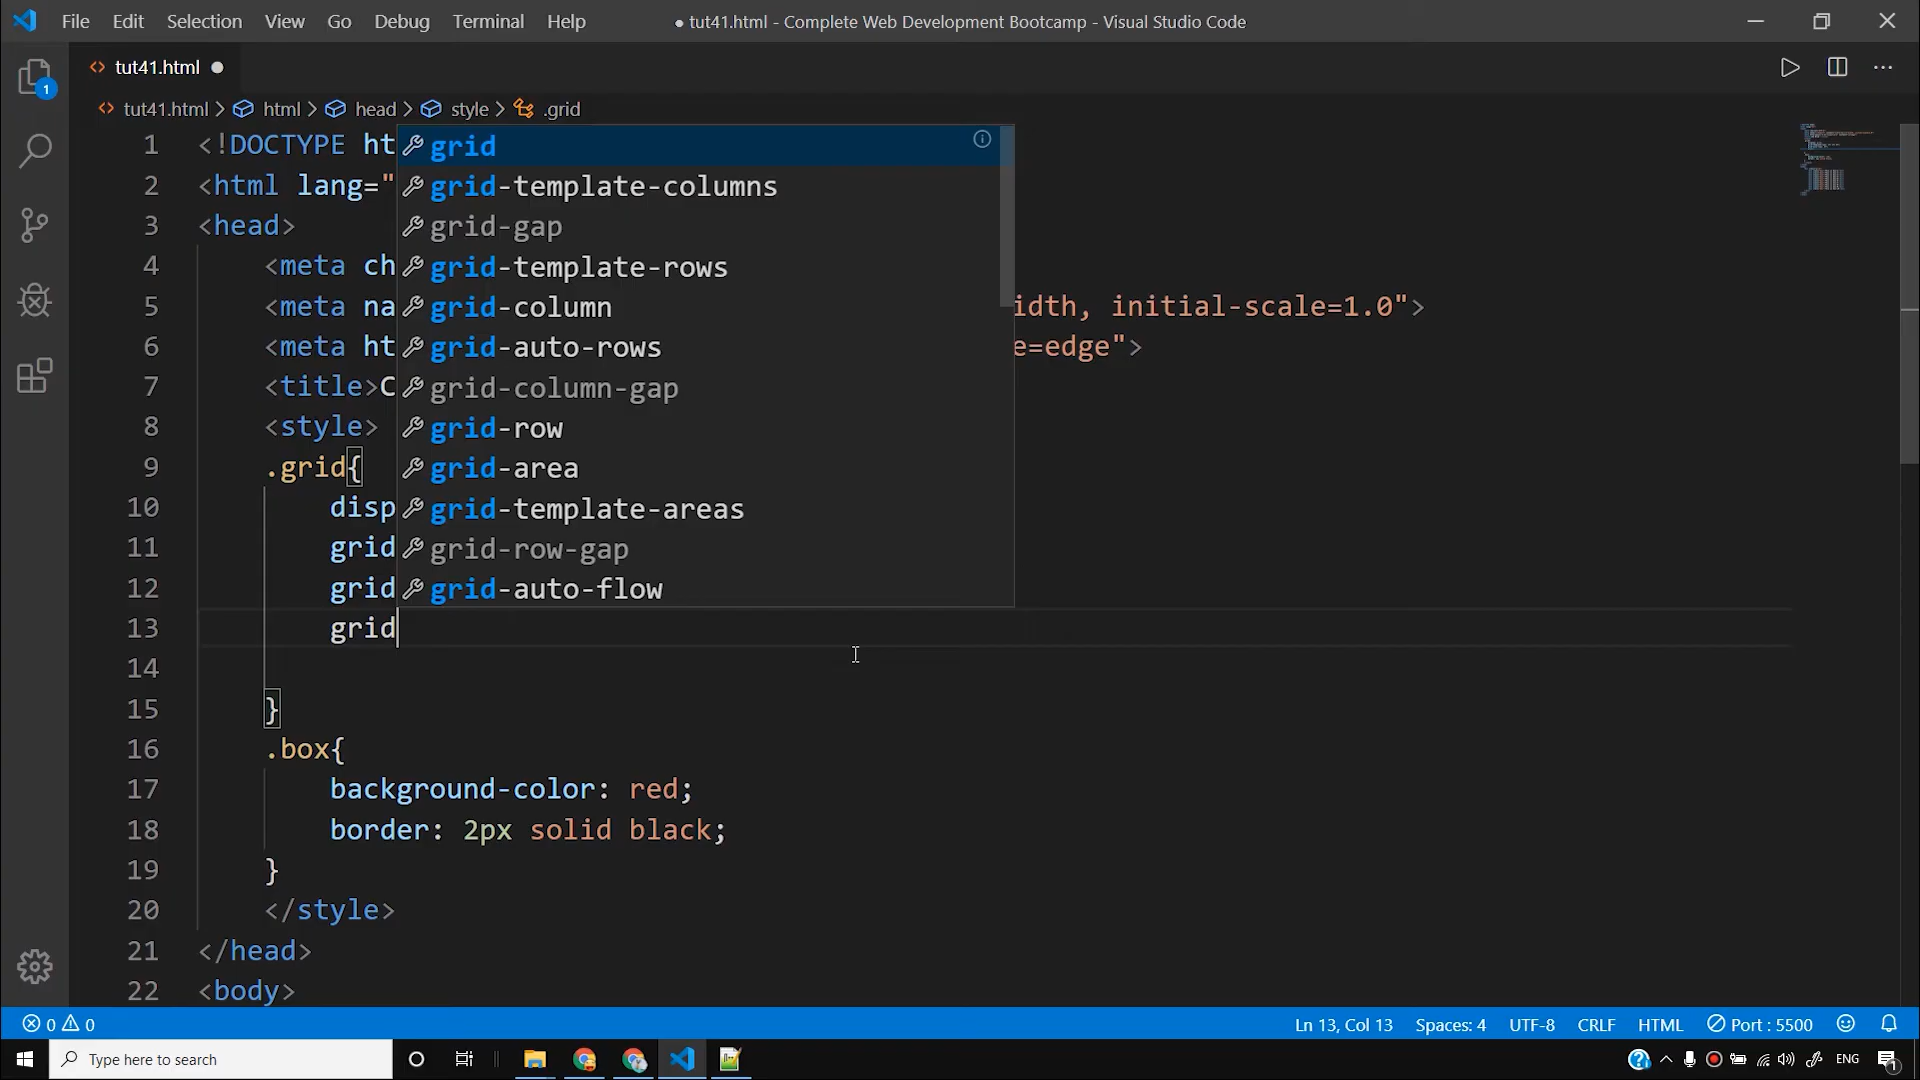 File Edit Selection View Go Debug Terminal Help ● tut41.html - Complete Web Development Bootcamp - Visual Studio Code
tut41.html
tut41.html > html > head > style > .grid
1 <!DOCTYPE ht
2 <html lang="
3 <head>
4 <meta ch
5 <meta na idth, initial-scale=1.0">
6 <meta ht e=edge">
7 <title>C
8 <style>
9 .grid{
10 disp
11 grid
12 grid
13 grid
14
15 }
16 .box{
17 background-color: red;
18 border: 2px solid black;
19 }
20 </style>
21 </head>
22 <body>
grid
grid-template-columns
grid-gap
grid-template-rows
grid-column
grid-auto-rows
grid-column-gap
grid-row
grid-area
grid-template-areas
grid-row-gap
grid-auto-flow
1
0 0 Ln 13, Col 13 Spaces: 4 UTF-8 CRLF HTML Port : 5500
Type here to search ENG 1